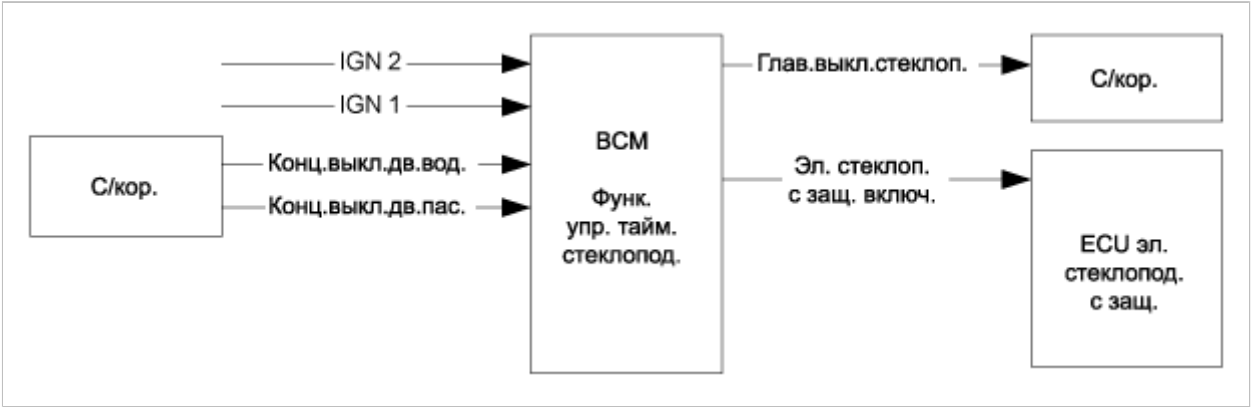 IGN 2
IGN 1
С/кор.
Конц.выкл.дв.вод.
Конц.выкл.дв.пас.
BCM
Функ.
упр. тайм.
стеклопод.
Глав.выкл.стеклоп.
С/кор.
Эл. стеклоп.
с защ. включ.
ECU эл.
стеклопод.
с защ.